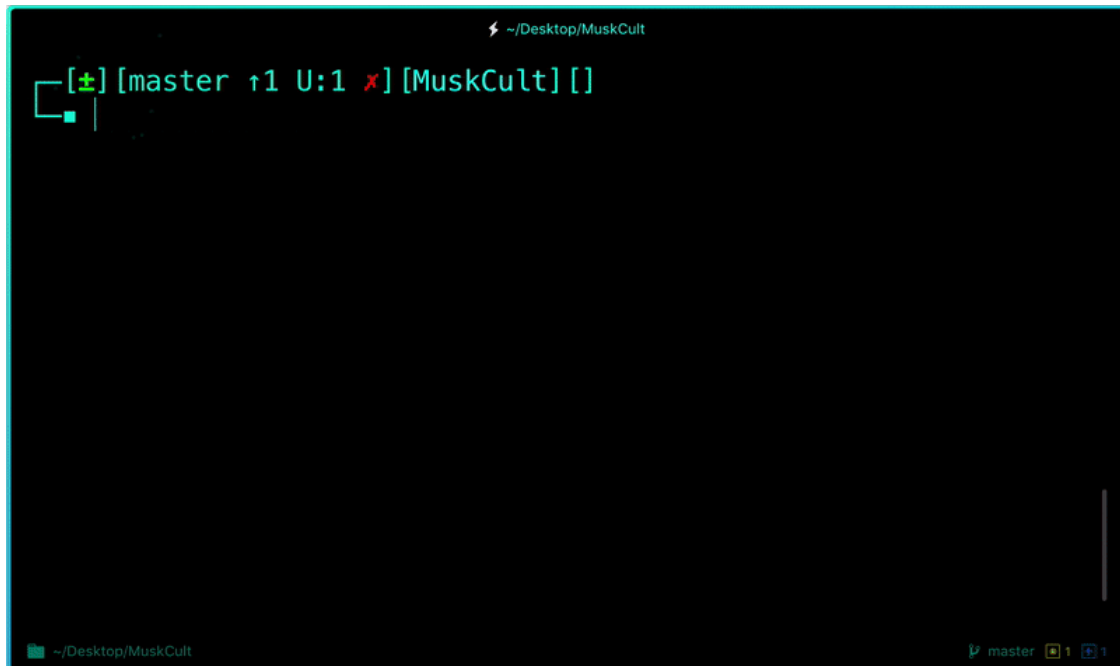 ~/Desktop/MuskCult
[±][master ↑1 U:1 ✗][MuskCult][]
~/Desktop/MuskCult
master 1 1